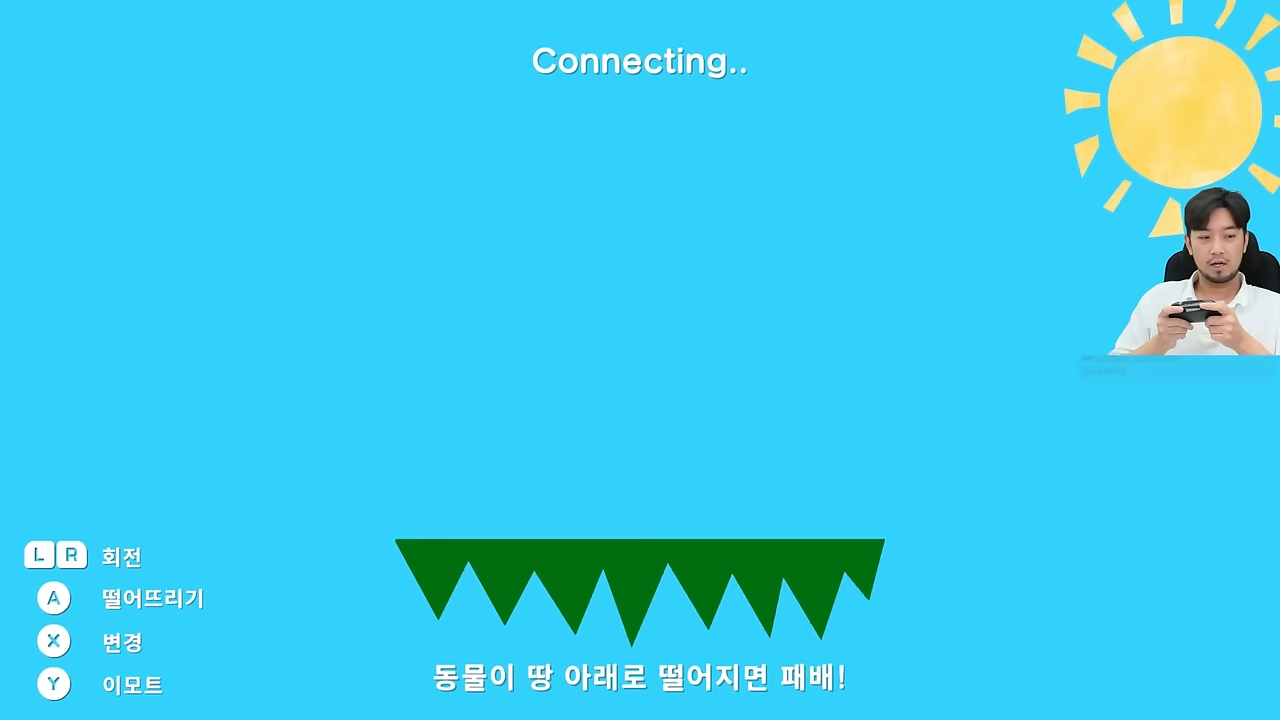 Connecting..
L R 회전
A 떨어뜨리기
X 변경
Y 이모트
동물이 땅 아래로 떨어지면 패배!